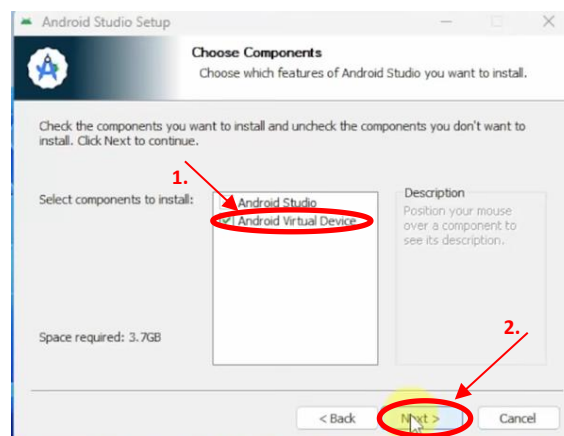 Android Studio Setup
Choose Components
Choose which features of Android Studio you want to install.
Check the components you want to install and uncheck the components you don't want to
install. Click Next to continue.
1.
Select components to install:
Android Studio
Android Virtual Device
Description
Position your mouse
over a component to
see its description.
Space required: 3.7GB
2.
< Back
Next >
Cancel